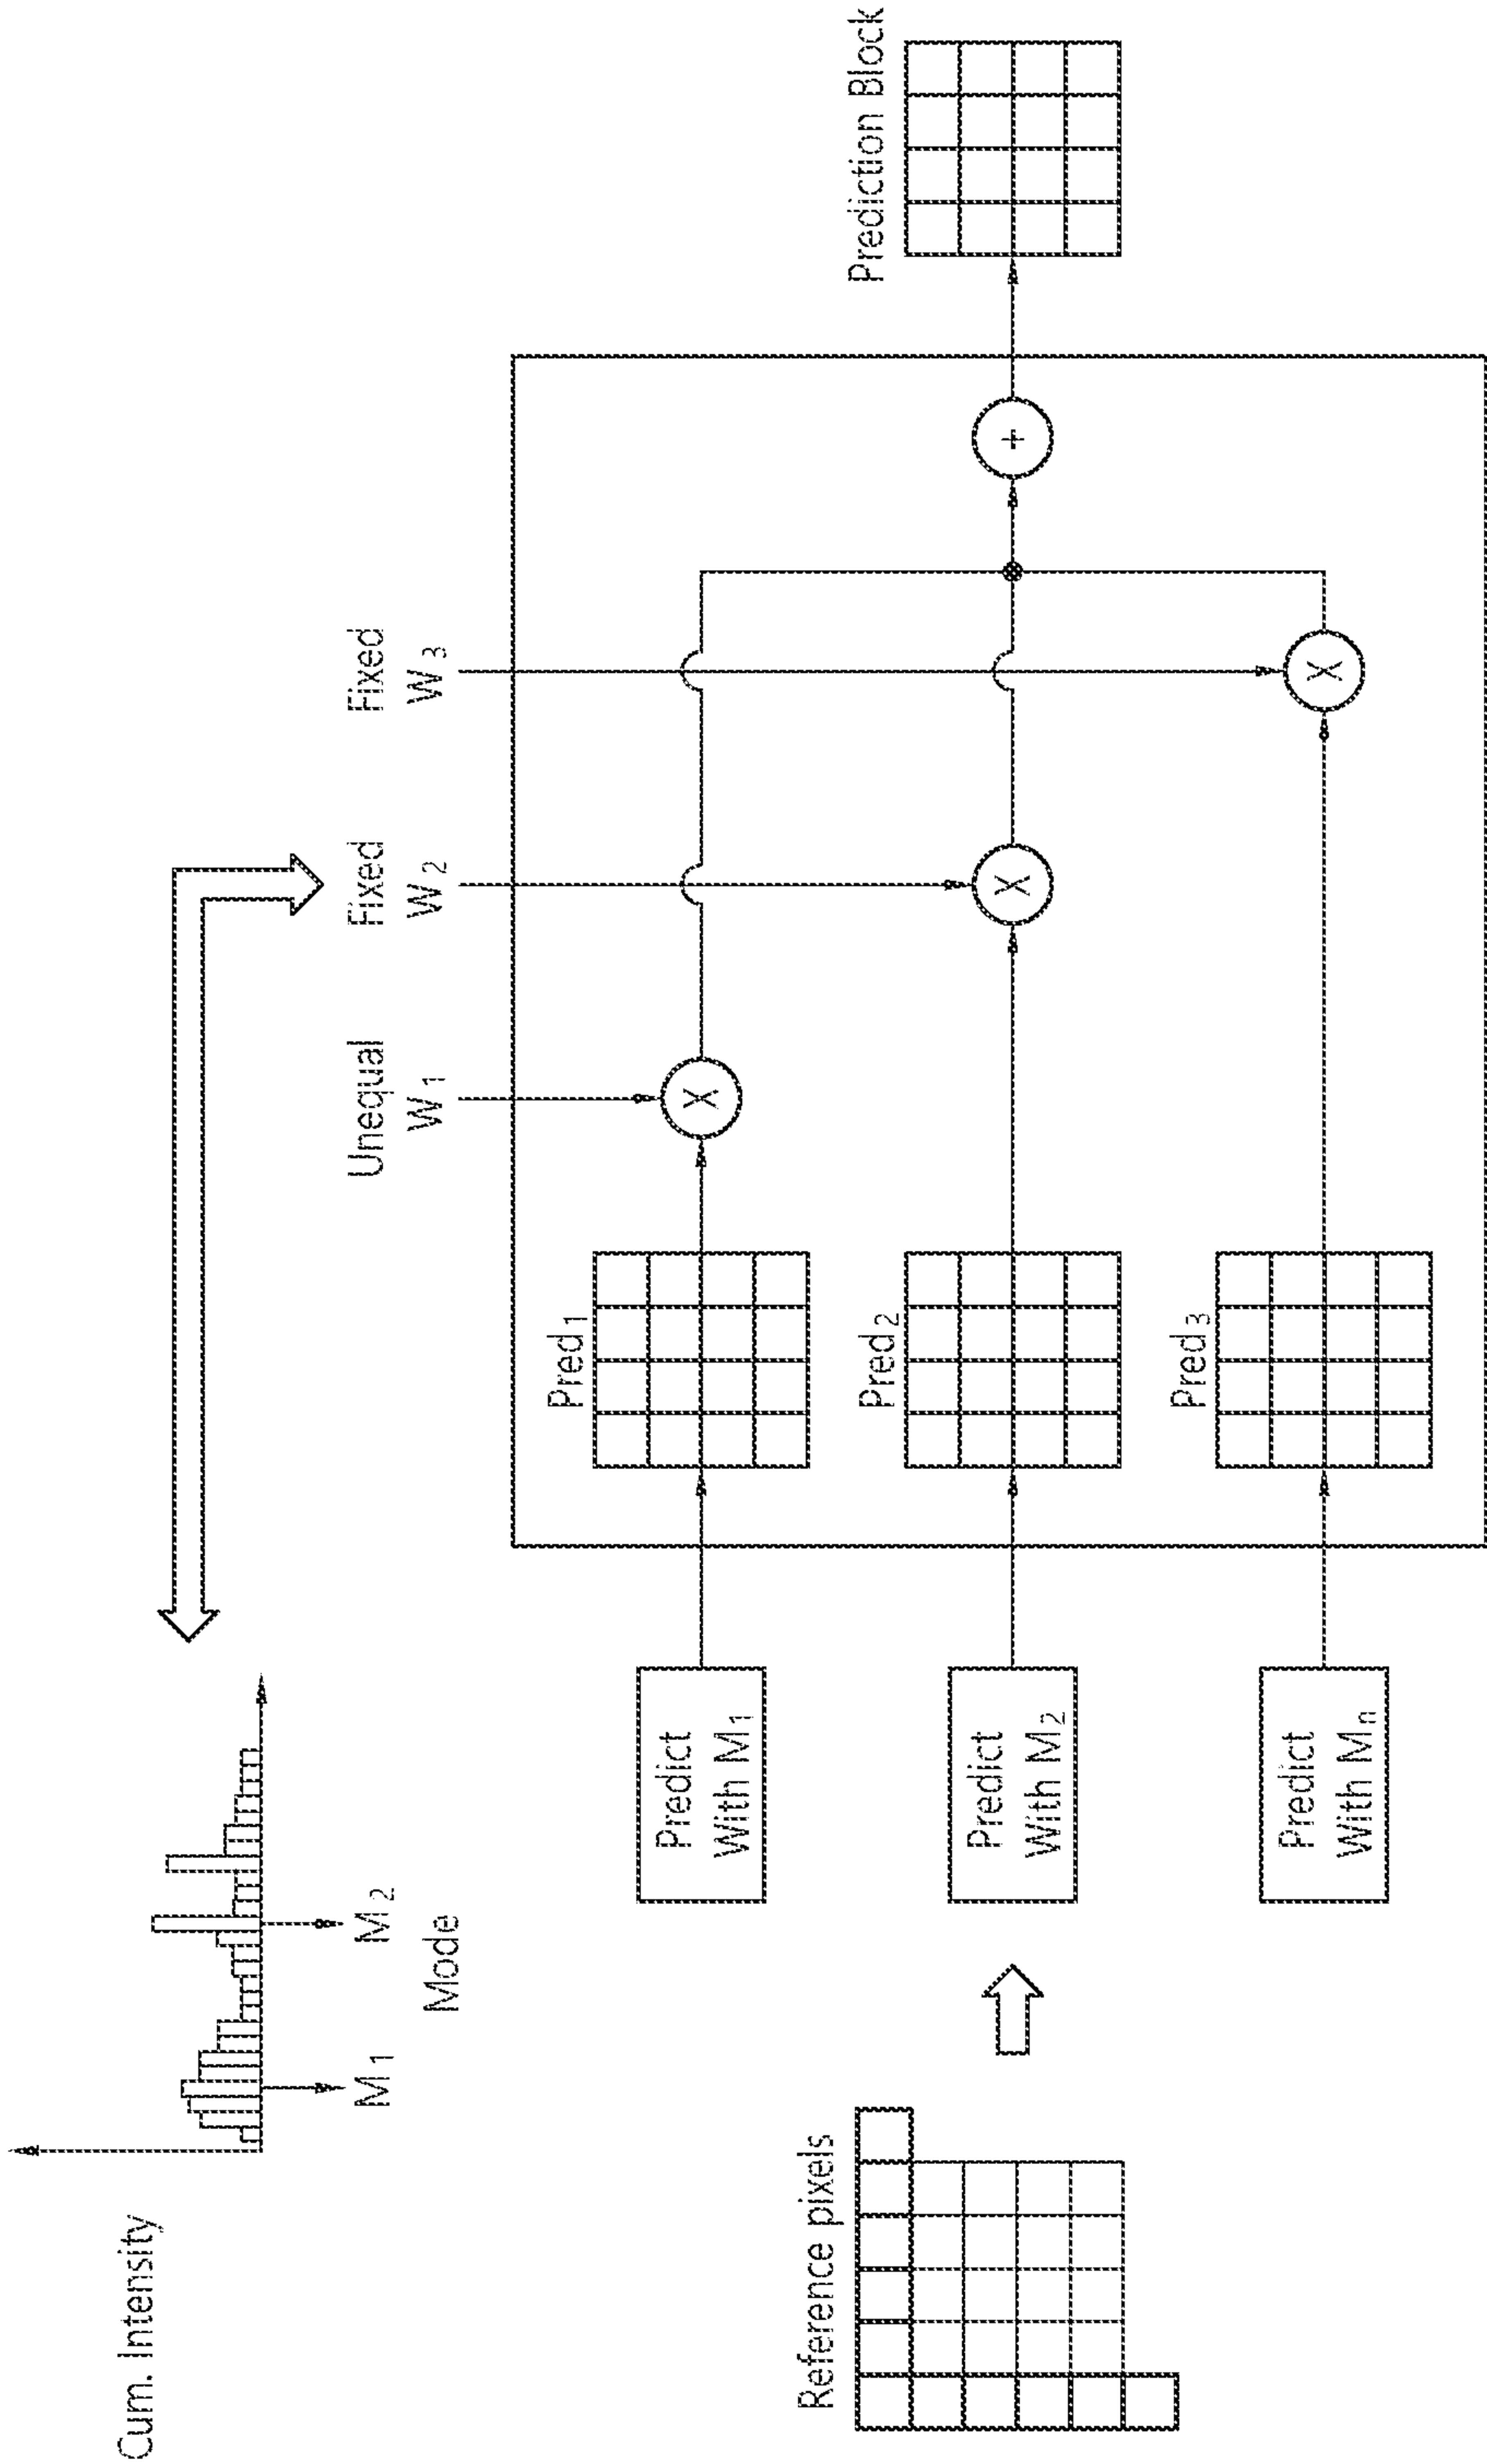 Cum. Intensity
M1
M2
Mode
Unequal
W1
Fixed
W2
Fixed
W3
Reference pixels
Predict
With M1
Predict
With M2
Predict
With Mn
Pred1
Pred2
Pred3
X
X
X
+
Prediction Block